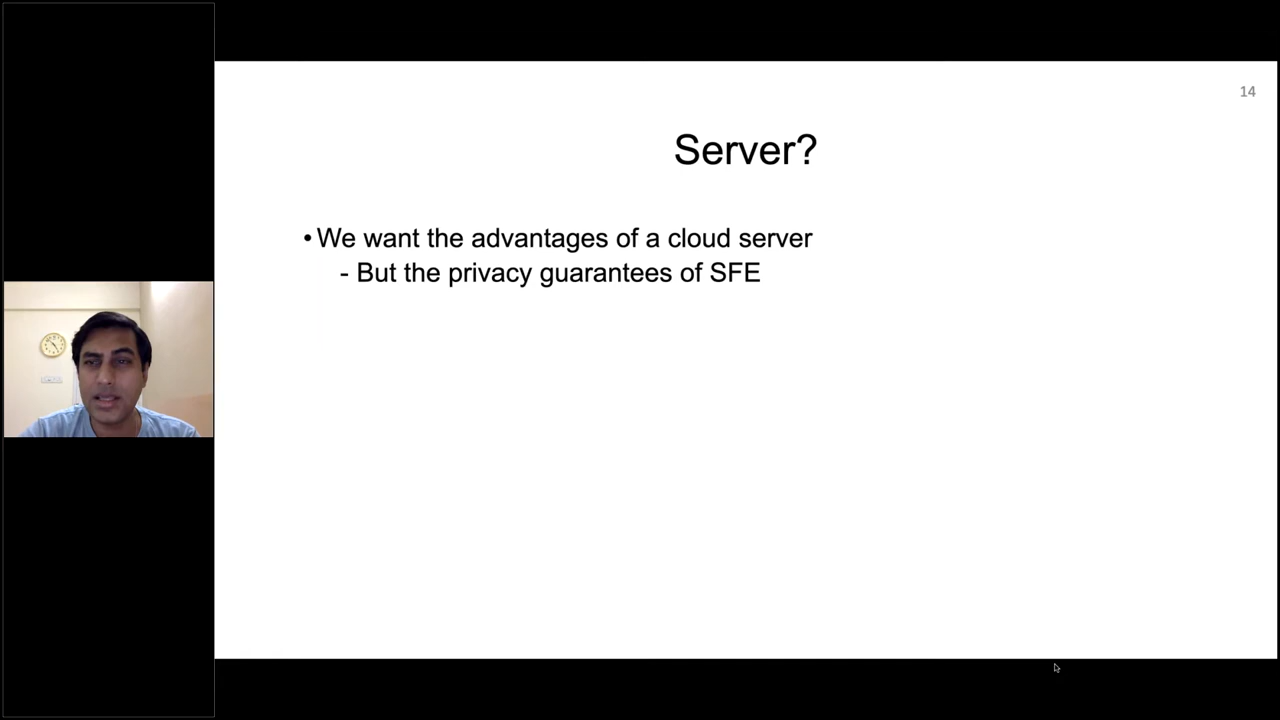 14
Server?
• We want the advantages of a cloud server
- But the privacy guarantees of SFE